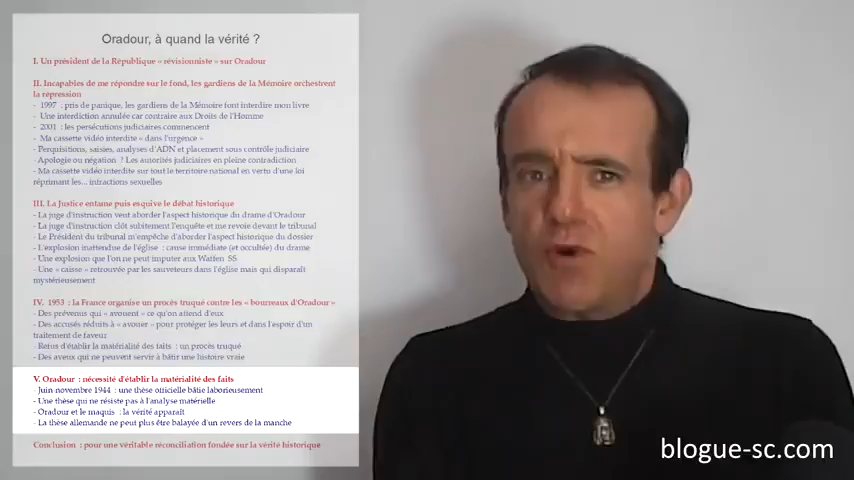 Oradour, à quand la vérité ?
I. Un président de la République « révisionniste » sur Oradour
II. Incapables de me répondre sur le fond, les gardiens de la Mémoire orchestrent
la répression
- 1997 : pris de panique, les gardiens de la Mémoire font interdire mon livre
- Une interdiction annulée car contraire aux Droits de l'Homme
- 2001 : les persécutions judiciaires commencent
- Ma cassette vidéo interdite « dans l'urgence »
- Perquisitions, saisies, analyses d'ADN et placement sous contrôle judiciaire
- Apologie ou négation ? Les autorités judiciaires en pleine contradiction
- Ma cassette vidéo interdite sur tout le territoire national en vertu d'une loi
réprimant les... infractions sexuelles
III. La Justice entame puis esquive le débat historique
- La juge d'instruction veut aborder l'aspect historique du drame d'Oradour
- La juge d'instruction clôt subitement l'enquête et me revoie devant le tribunal
- Le Président du tribunal m'empêche d'aborder l'aspect historique du dossier
- L'explosion inattendue de l'église : cause immédiate (et occultée) du drame
- Une explosion que l'on ne peut imputer aux Waffen SS
- Une « caisse » retrouvée par les sauveteurs dans l'église mais qui disparaît
mystérieusement
IV. 1953 : la France organise un procès truqué contre les « bourreaux d'Oradour »
- Des prévenus qui « avouent » ce qu'on attend d'eux
- Des accusés réduits à « avouer » pour protéger les leurs et dans l'espoir d'un
traitement de faveur
- Refus d'établir la matérialité des faits : un procès truqué
- Des aveux qui ne peuvent servir à bâtir une histoire vraie
V. Oradour : nécessité d'établir la matérialité des faits
- Juin novembre 1944 : une thèse officielle bâtie laborieusement
- Une thèse qui ne résiste pas à l'analyse matérielle
- Oradour et le maquis : la vérité apparaît
- La thèse allemande ne peut plus être balayée d'un revers de la manche
Conclusion : pour une véritable réconciliation fondée sur la vérité historique
blogue-sc.com